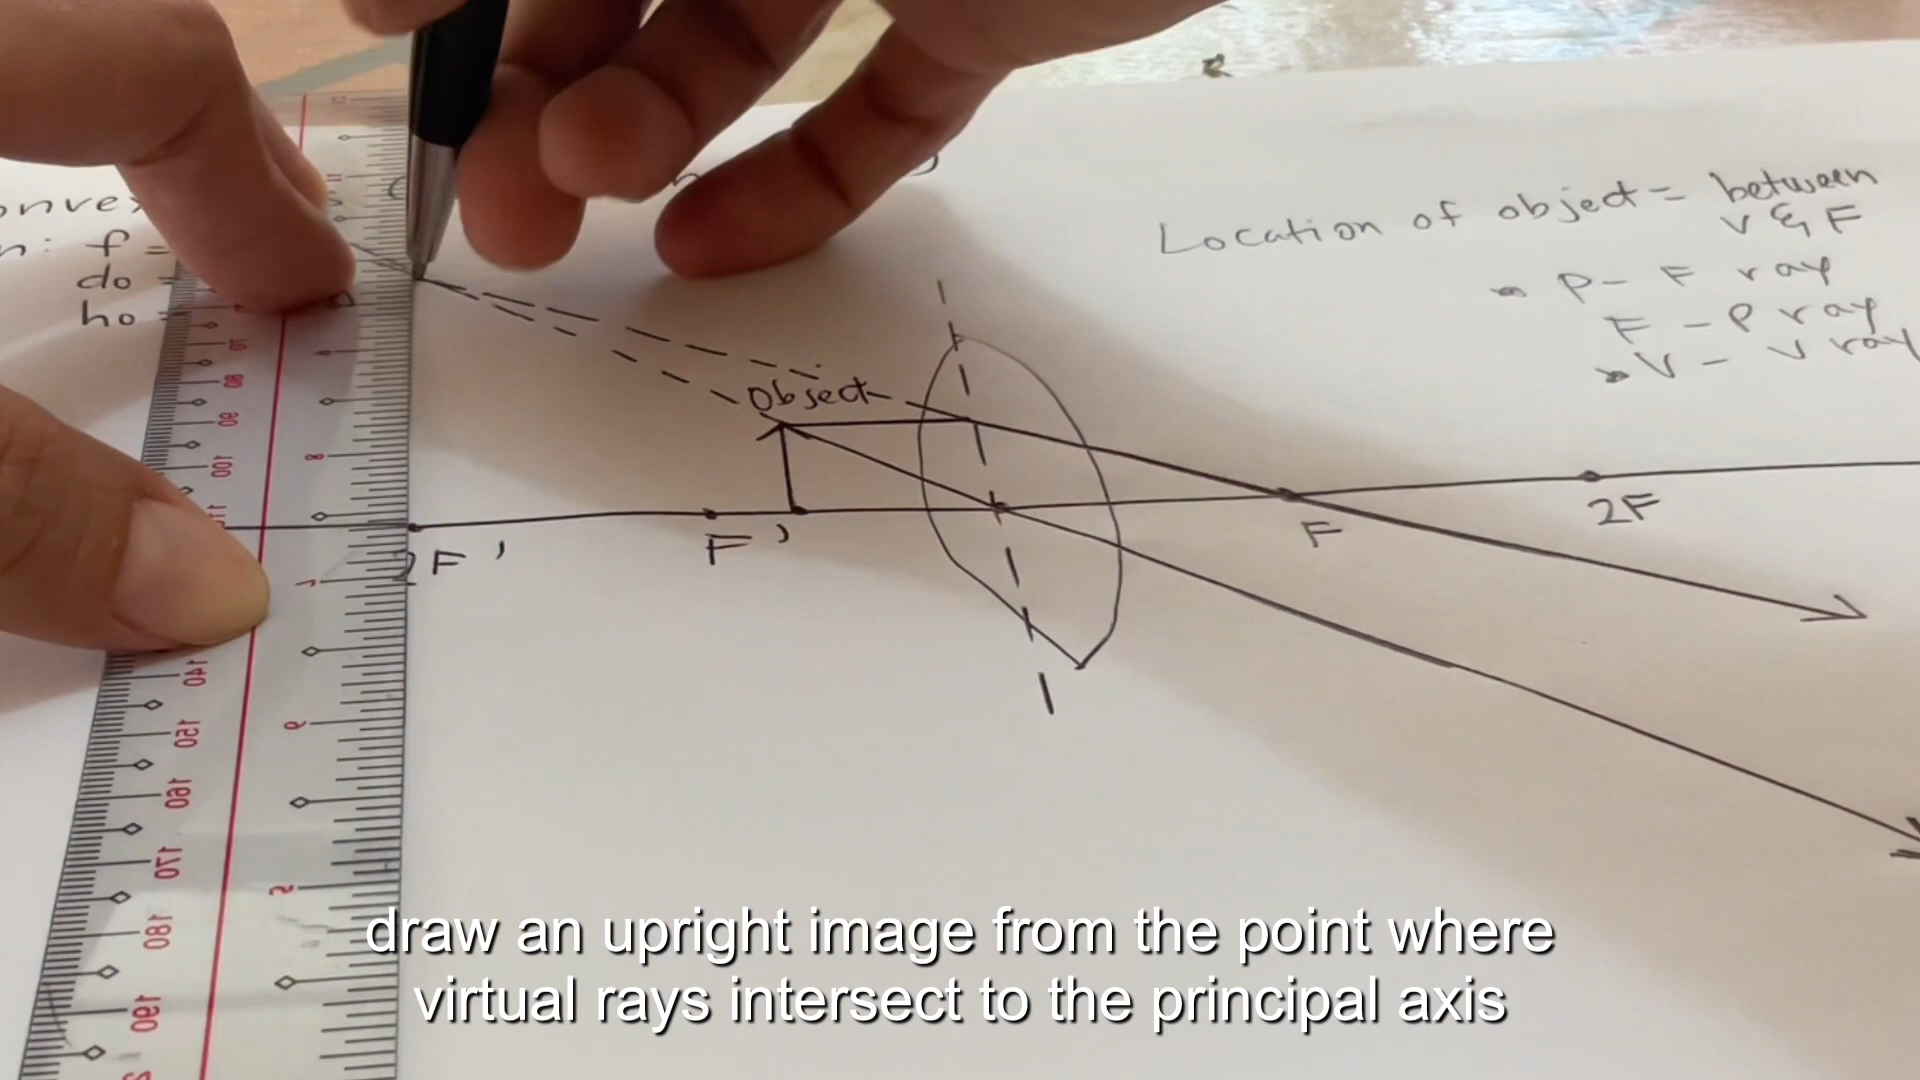 onvex
n: f =
do =
ho =
Location of object = between
V & F
P - F ray
F - P ray
V - V ray
Object
2F'
F'
F
2F
draw an upright image from the point where
virtual rays intersect to the principal axis